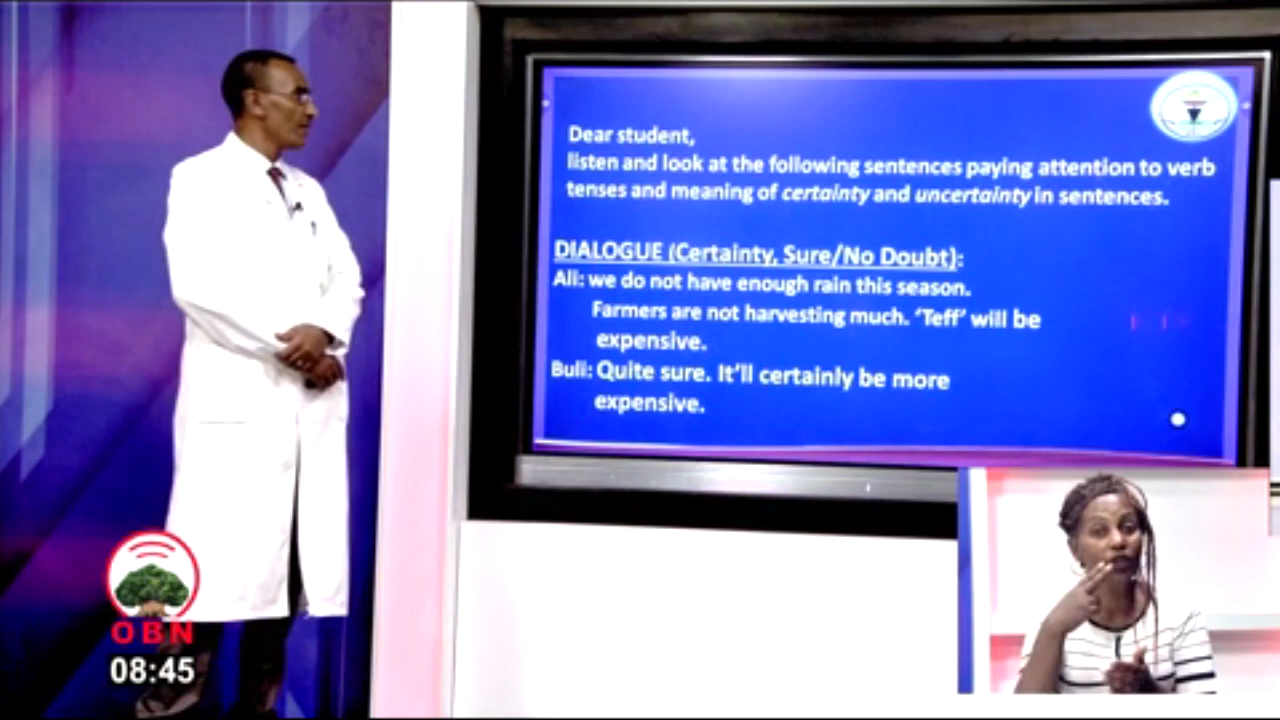 Dear student,
listen and look at the following sentences paying attention to verb
tenses and meaning of certainty and uncertainty in sentences.
DIALOGUE (Certainty, Sure/No Doubt):
Ali: we do not have enough rain this season.
Farmers are not harvesting much. ‘Teff’ will be
expensive.
Buli: Quite sure. It’ll certainly be more
expensive.
OBN
08:45